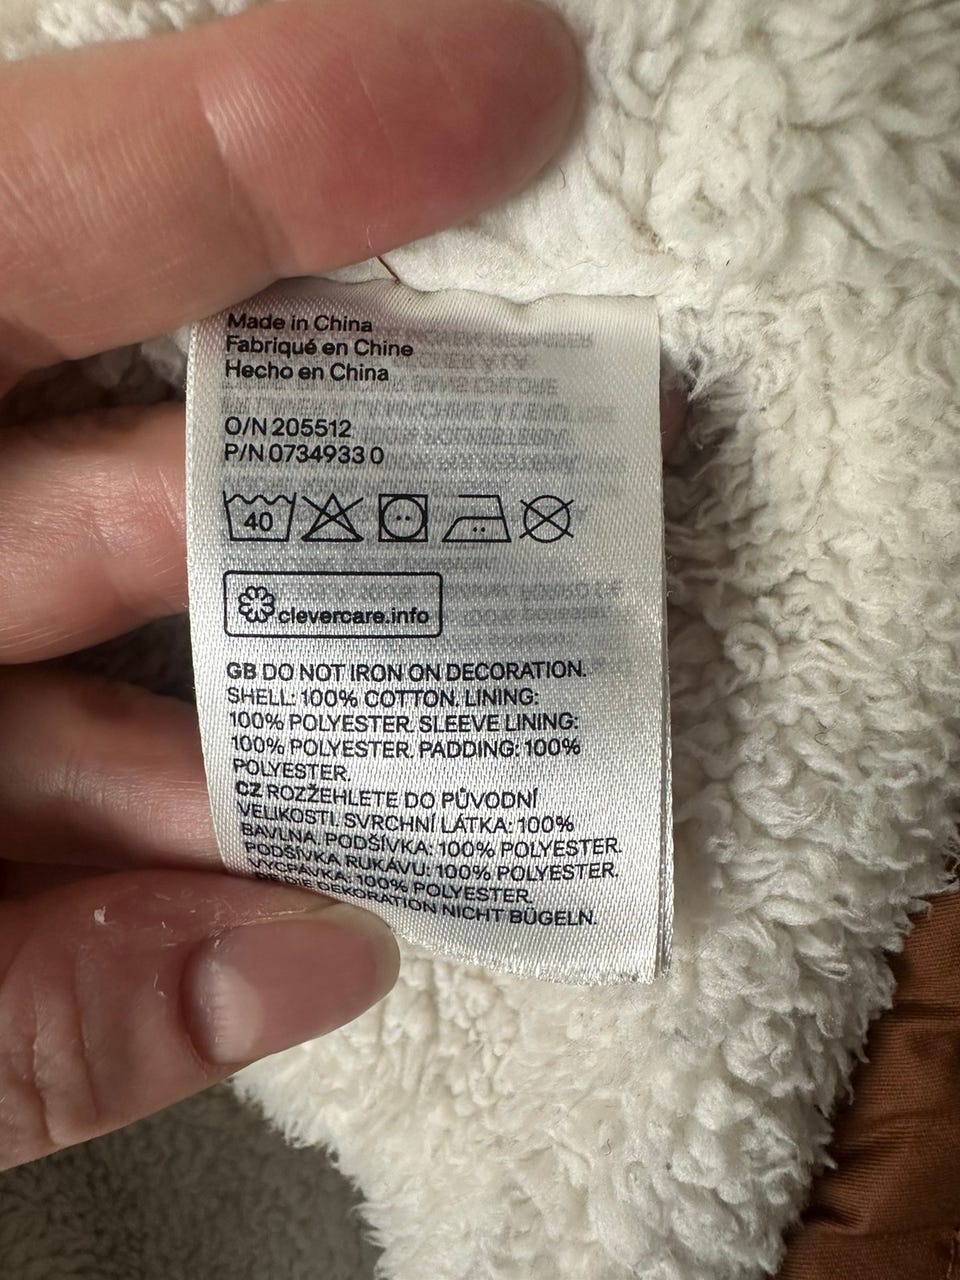 Made in China
Fabriqué en Chine
Hecho en China
O/N 205512
P/N 0734933 0
40
clevercare.info
GB DO NOT IRON ON DECORATION.
SHELL: 100% COTTON. LINING:
100% POLYESTER. SLEEVE LINING:
100% POLYESTER. PADDING: 100%
POLYESTER.
CZ ROZŽEHLETE DO PŮVODNÍ
VELIKOSTI. SVRCHNÍ LÁTKA: 100%
BAVLNA. PODŠÍVKA: 100% POLYESTER.
PODŠÍVKA RUKÁVU: 100% POLYESTER.
VYCPÁVKA: 100% POLYESTER.
DEKORATION NICHT BÜGELN.